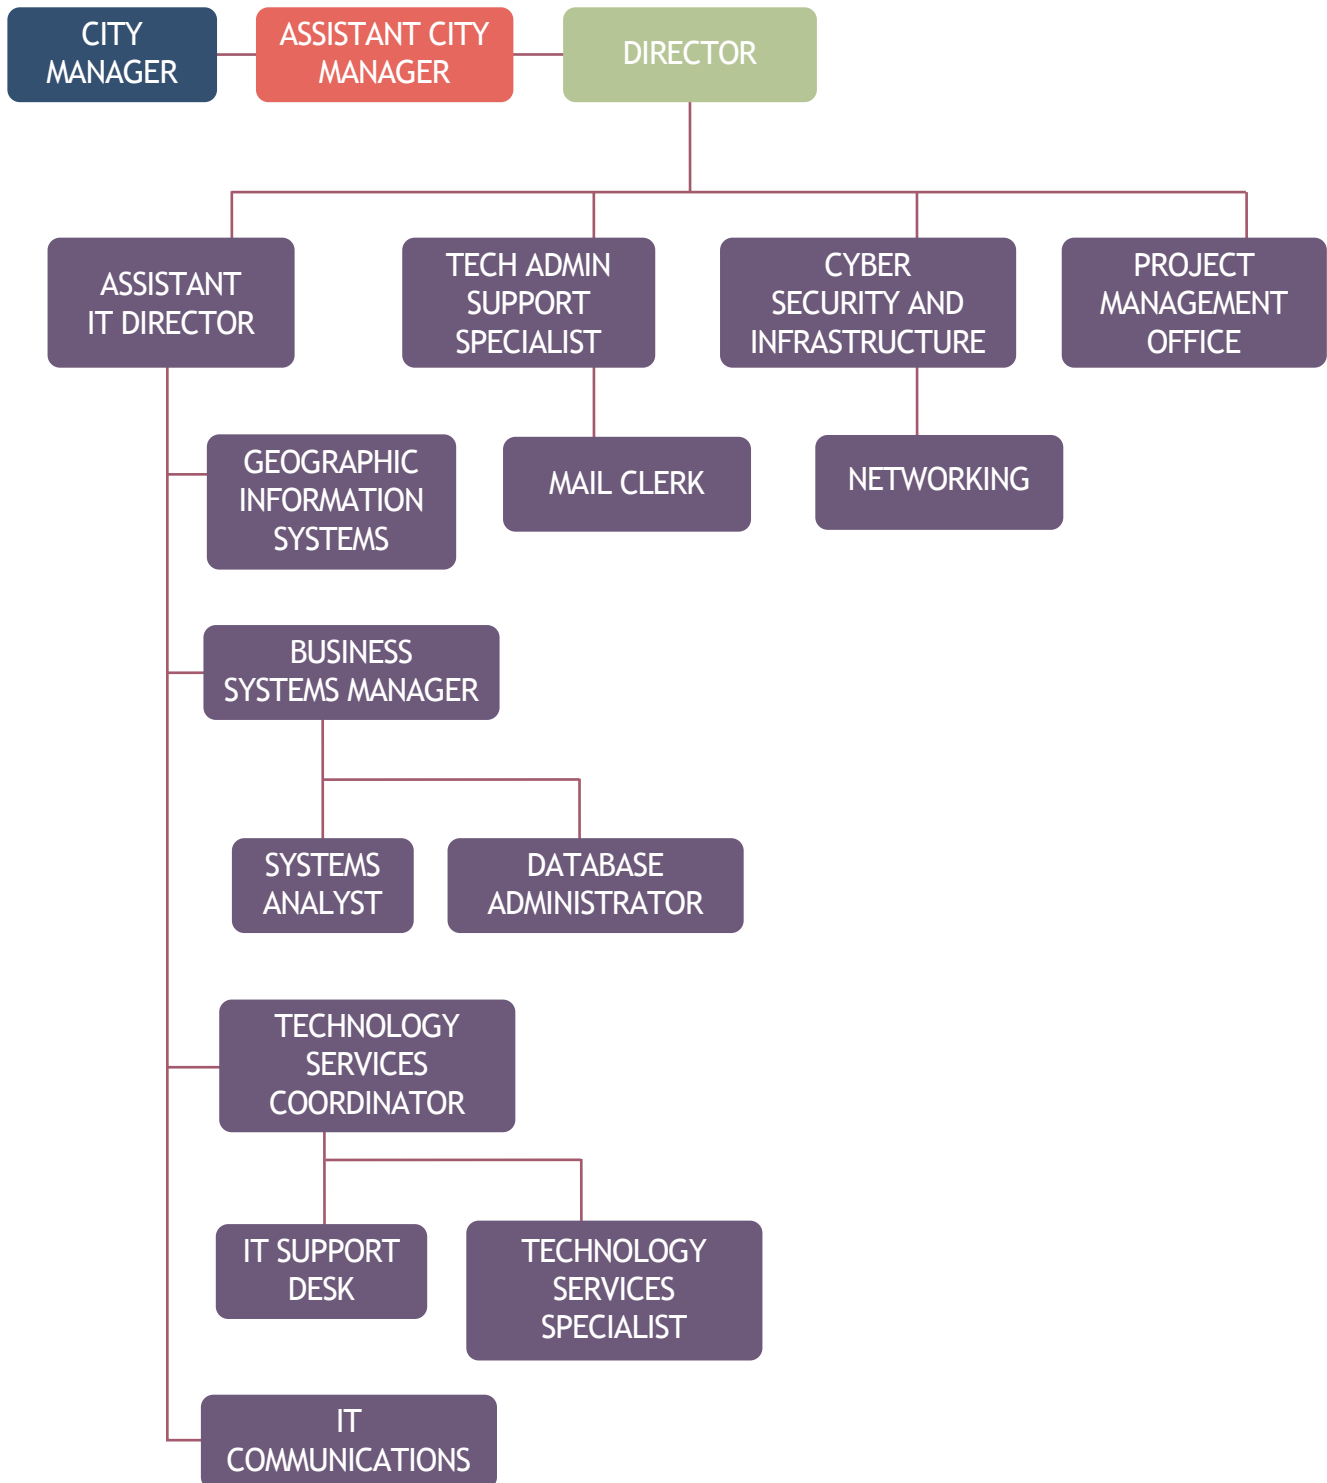 CITY
MANAGER
ASSISTANT CITY
MANAGER
DIRECTOR
ASSISTANT
IT DIRECTOR
TECH ADMIN
SUPPORT
SPECIALIST
CYBER
SECURITY AND
INFRASTRUCTURE
PROJECT
MANAGEMENT
OFFICE
GEOGRAPHIC
INFORMATION
SYSTEMS
MAIL CLERK
NETWORKING
BUSINESS
SYSTEMS MANAGER
SYSTEMS
ANALYST
DATABASE
ADMINISTRATOR
TECHNOLOGY
SERVICES
COORDINATOR
IT SUPPORT
DESK
TECHNOLOGY
SERVICES
SPECIALIST
IT
COMMUNICATIONS